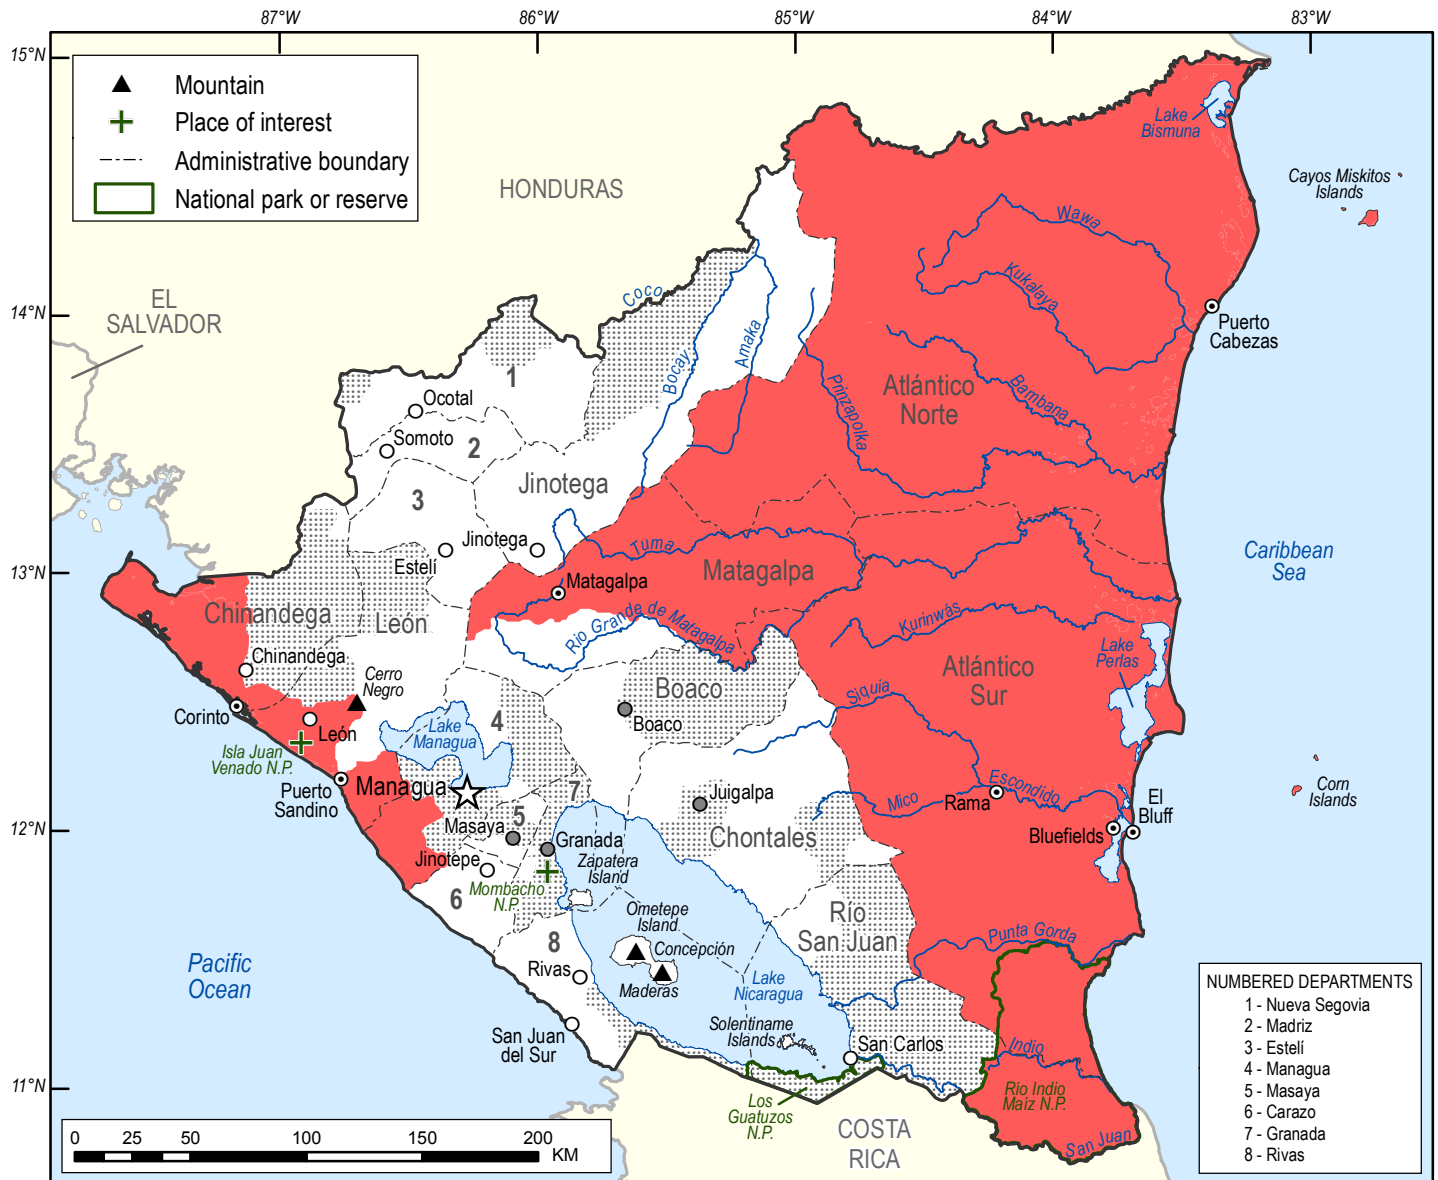 87°W
86°W
85°W
84°W
83°W
15°N
14°N
13°N
12°N
11°N
Mountain
Place of interest
Administrative boundary
National park or reserve
HONDURAS
EL
SALVADOR
COSTA
RICA
Lake
Bismuna
Cayos Miskitos
Islands
Wawa
Kukalaya
Puerto
Cabezas
Coco
Bocay
Amaka
Prinzapolka
Atlántico
Norte
Bambana
1
Ocotal
Somoto
2
3
Jinotega
Jinotega
Estelí
Tuma
Matagalpa
Matagalpa
Caribbean
Sea
Chinandega
León
Rio Grande de Matagalpa
Kurinwás
Lake
Perlas
Chinandega
Cerro
Negro
Boaco
Boaco
Atlántico
Sur
Siquia
Corinto
León
4
Lake
Managua
Isla Juan
Venado N.P.
Puerto
Sandino
Managua
7
Juigalpa
Mico
Rama
Escondido
El
Bluff
Corn
Islands
Masaya
5
Granada
Chontales
Bluefields
Jinotepe
Zapatera
Island
Mombacho
N.P.
6
Ometepe
Island
Río
San Juan
Punta Gorda
8
Concepción
Rivas
Maderas
Lake
Nicaragua
Pacific
Ocean
San Juan
del Sur
Solentiname
Islands
San Carlos
Indio
Los
Guatuzos
N.P.
Rio Indio
Maiz N.P.
San Juan
NUMBERED DEPARTMENTS
1 - Nueva Segovia
2 - Madriz
3 - Estelí
4 - Managua
5 - Masaya
6 - Carazo
7 - Granada
8 - Rivas
0 25 50 100 150 200
KM